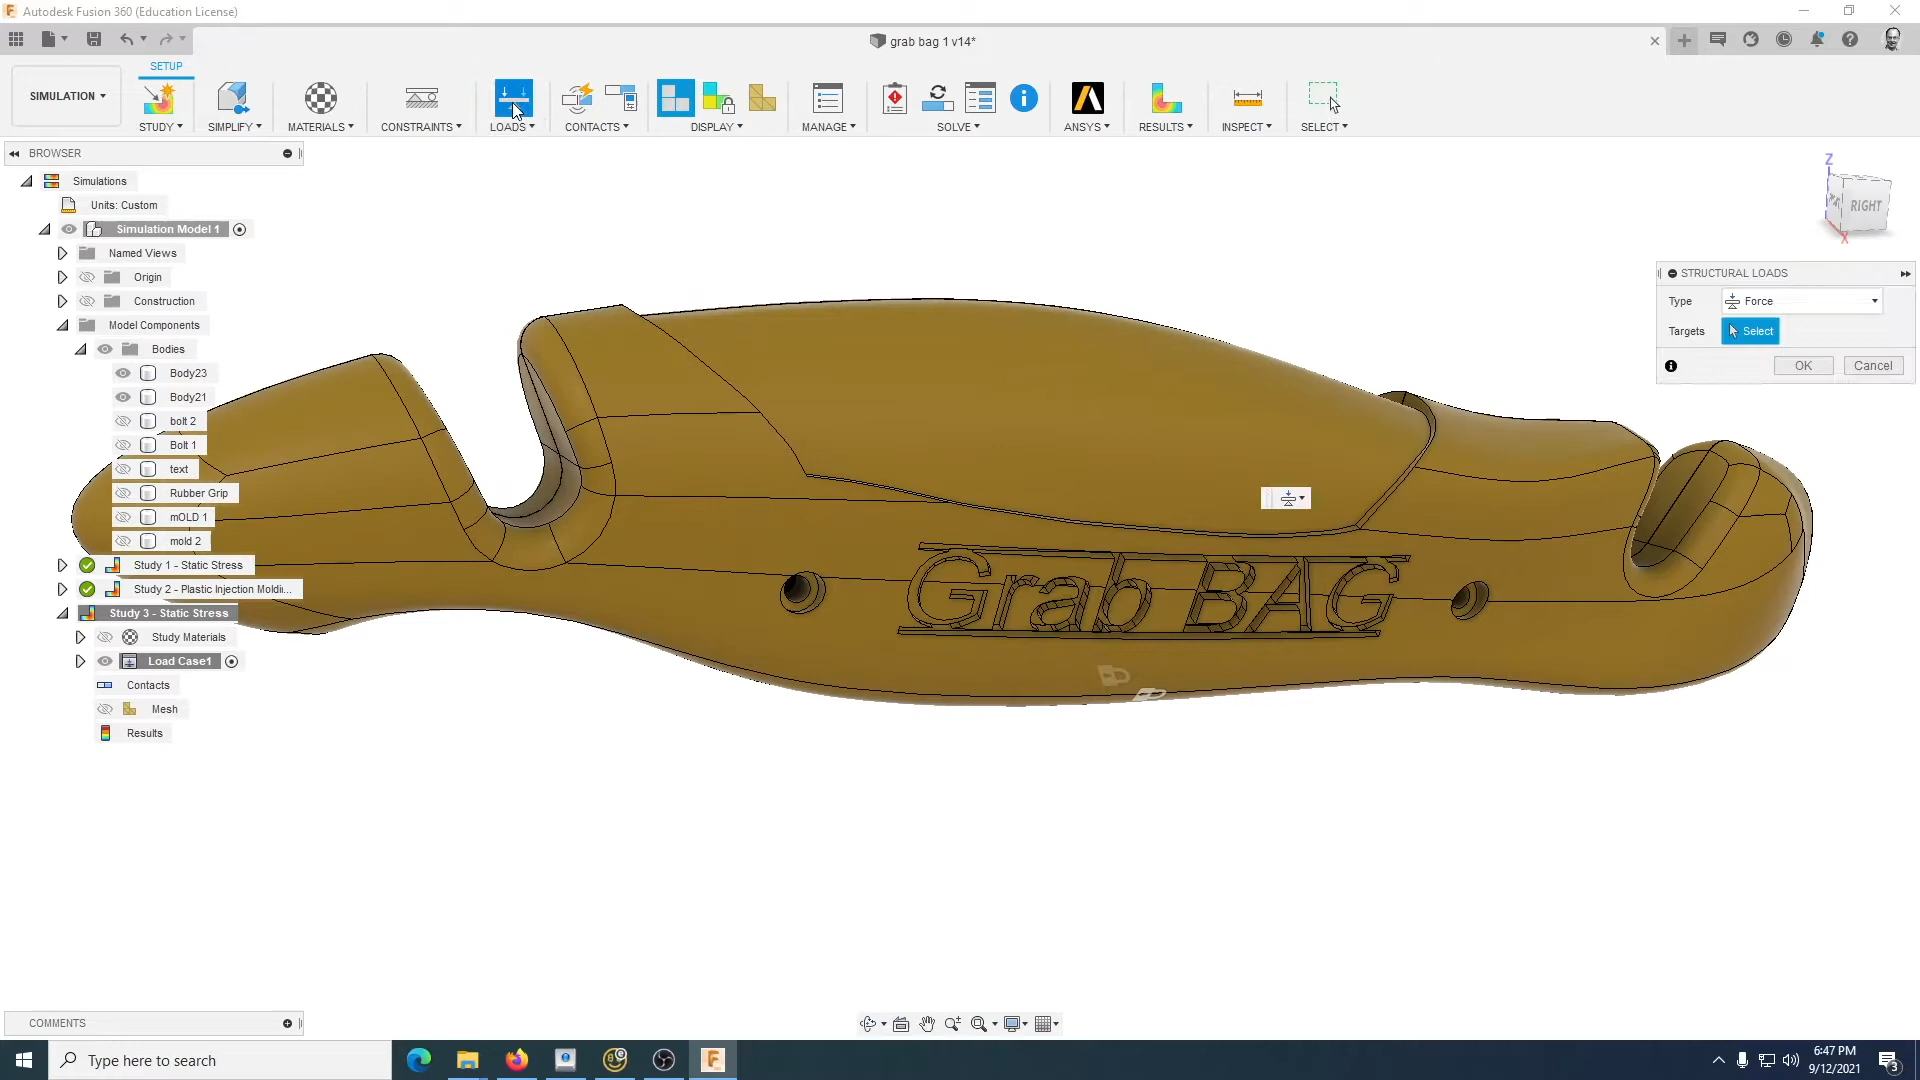 Autodesk Fusion 360 (Education License)
grab bag 1 v14*
SETUP
SIMULATION
STUDY
SIMPLIFY
MATERIALS
CONSTRAINTS
LOADS
CONTACTS
DISPLAY
MANAGE
SOLVE
ANSYS
RESULTS
INSPECT
SELECT
BROWSER
Simulations
Units: Custom
Simulation Model 1
Named Views
Origin
Construction
Model Components
Bodies
Body23
Body21
bolt 2
Bolt 1
text
Rubber Grip
mOLD 1
mold 2
Study 1 - Static Stress
Study 2 - Plastic Injection Moldi...
Study 3 - Static Stress
Study Materials
Load Case1
Contacts
Mesh
Results
Grab BAG
Z
RIGHT
X
STRUCTURAL LOADS
Type Force
Targets Select
OK Cancel
COMMENTS
Type here to search
6:47 PM
9/12/2021
3